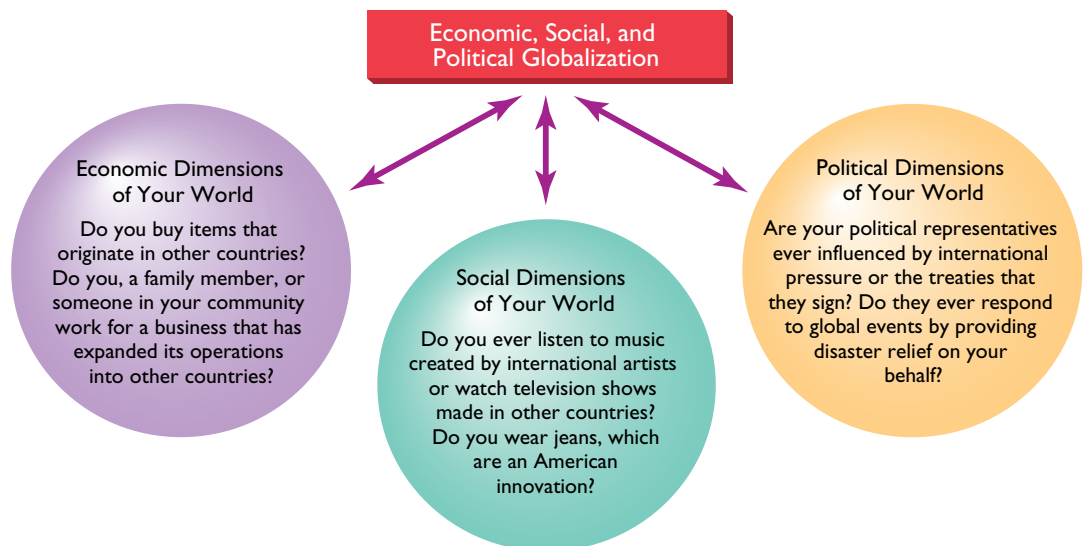 Economic, Social, and
Political Globalization
Economic Dimensions
of Your World
Do you buy items that
originate in other countries?
Do you, a family member, or
someone in your community
work for a business that has
expanded its operations
into other countries?
Social Dimensions
of Your World
Do you ever listen to music
created by international artists
or watch television shows
made in other countries?
Do you wear jeans, which
are an American
innovation?
Political Dimensions
of Your World
Are your political representatives
ever influenced by international
pressure or the treaties that
they sign? Do they ever respond
to global events by providing
disaster relief on your
behalf?